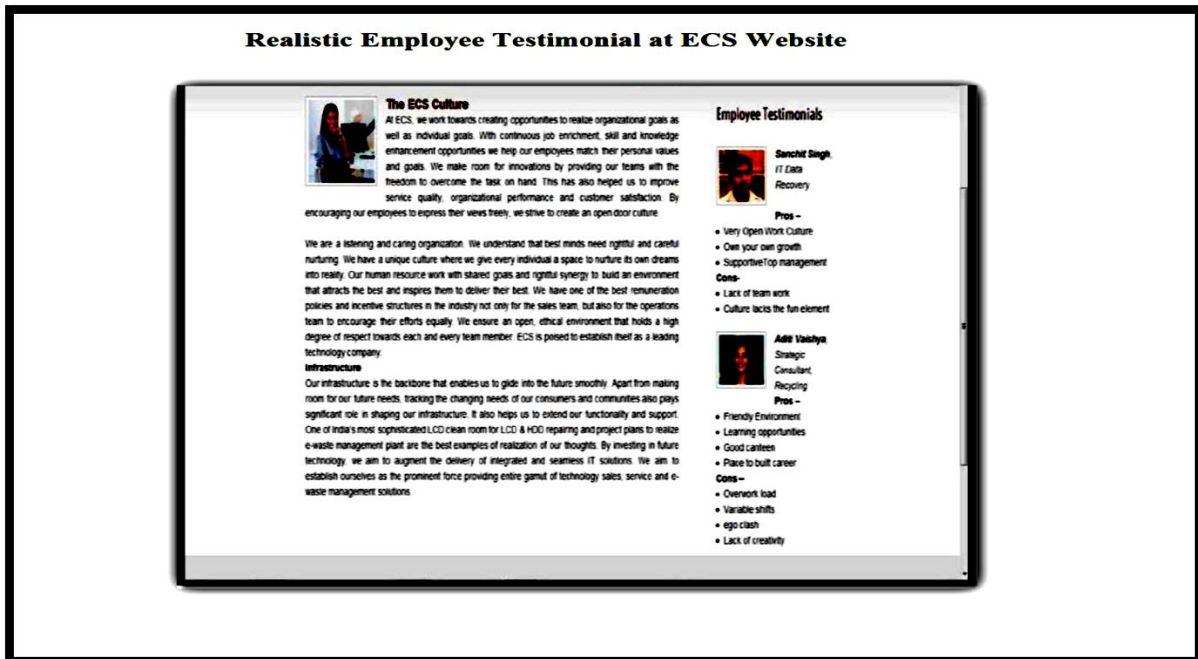 Realistic Employee Testimonial at ECS Website
The ECS Culture
At ECS, we work towards creating opportunities to realize organizational goals as
well as individual goals. With continuous job enrichment, skill and knowledge
enhancement opportunities we help our employees match their personal values
and goals. We make room for innovations by providing our teams with the
freedom to overcome the task on hand. This has also helped us to improve
service quality, organizational performance and customer satisfaction. By
encouraging our employees to express their views freely, we strive to create an open door culture.
We are a listening and caring organization. We understand that best minds need rightful and careful
nurturing. We have a unique culture where we give every individual a space to nurture its own dreams
into reality. Our human resource work with shared goals and rightful synergy to build an environment
that attracts the best and inspires them to deliver their best. We have one of the best remuneration
policies and incentive structures in the industry not only for the sales team, but also for the operations
team to encourage their efforts equally. We ensure an open, ethical environment that holds a high
degree of respect towards each and every team member. ECS is poised to establish itself as a leading
technology company.
Infrastructure
Our infrastructure is the backbone that enables us to glide into the future smoothly. Apart from making
room for our future needs, tracking the changing needs of our consumers and communities also plays
significant role in shaping our infrastructure. It also helps us to extend our functionality and support.
One of India's most sophisticated LCD clean room for LCD & HDD repairing and project plans to realize
e-waste management plant are the best examples of realization of our thoughts. By investing in future
technology, we aim to augment the delivery of integrated and seamless IT solutions. We aim to
establish ourselves as the prominent force providing entire gamut of technology sales, service and e-
waste management solutions.
Employee Testimonials
Sanchit Singh,
IT Data
Recovery
Pros –
• Very Open Work Culture
• Own your own growth
• SupportiveTop management
Cons-
• Lack of team work
• Culture lacks the fun element
Aditi Vaishya,
Strategic
Consultant,
Recycling
Pros –
• Friendly Environment
• Learning opportunities
• Good canteen
• Place to built career
Cons –
• Overwork load
• Variable shifts
• ego clash
• Lack of creativity